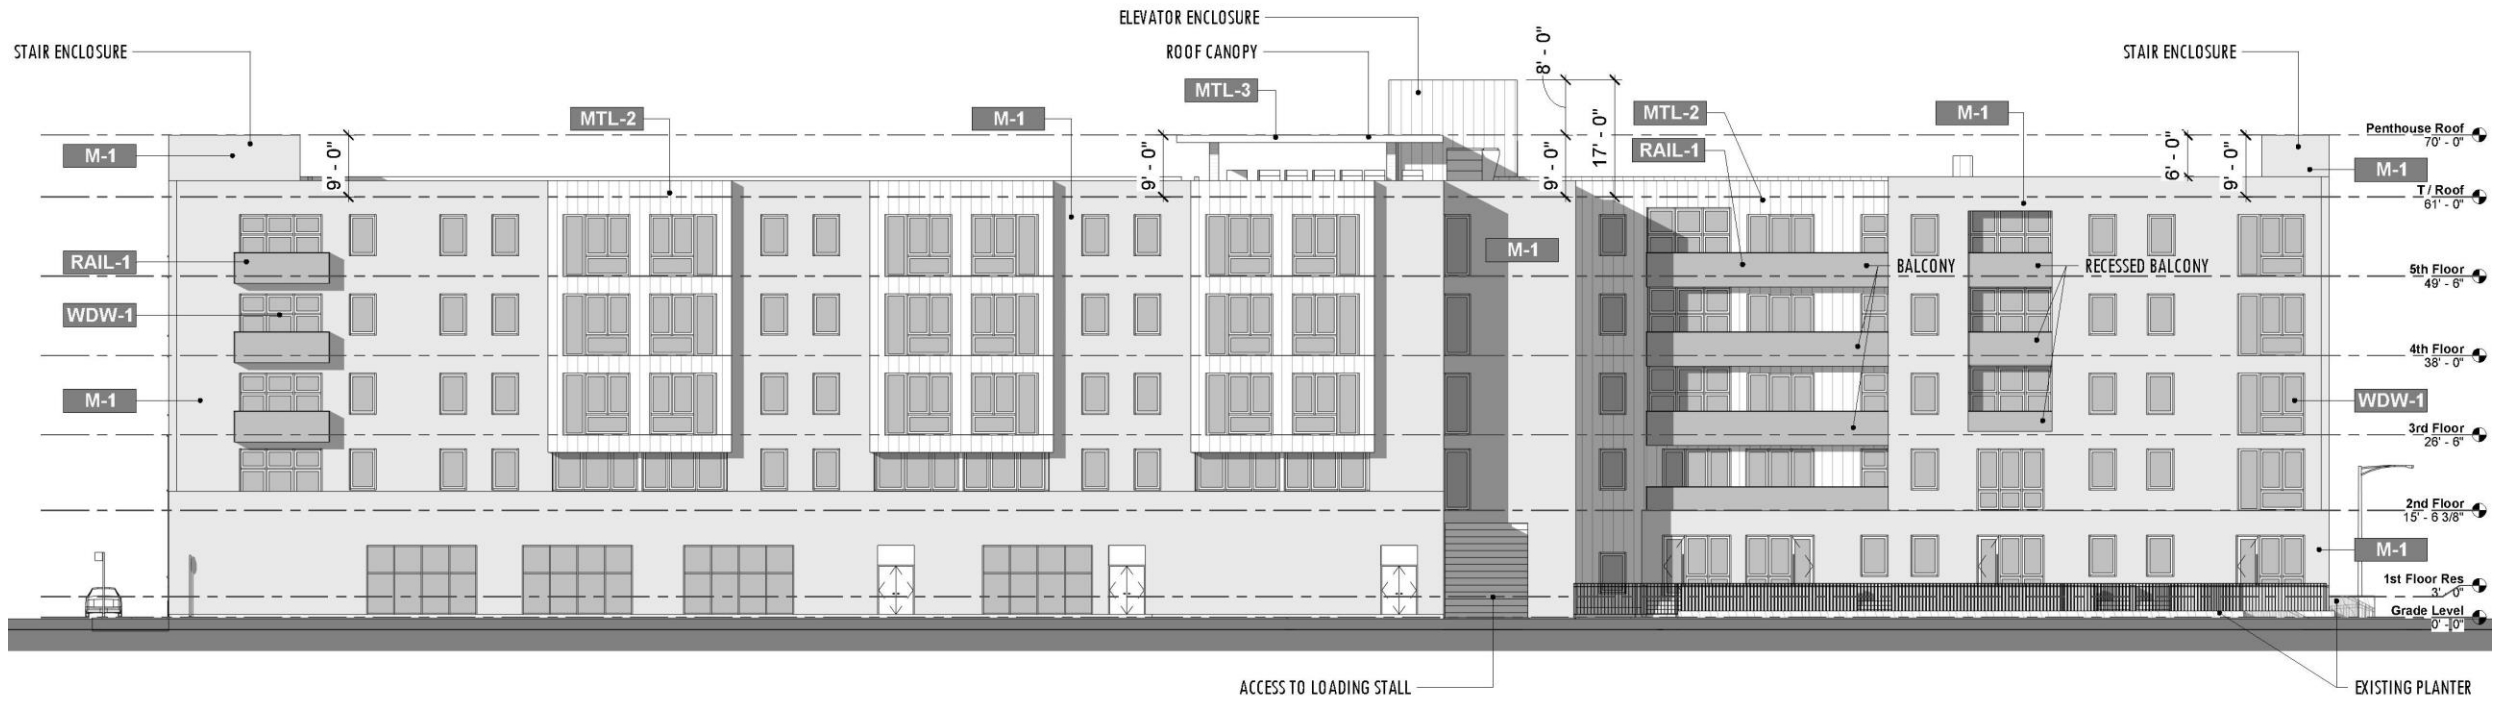 ELEVATOR ENCLOSURE
STAIR ENCLOSURE
ROOF CANOPY
8' - 0"
STAIR ENCLOSURE
MTL-3
MTL-2
M-1
MTL-2
M-1
Penthouse Roof
70' - 0"
M-1
9' - 0"
9' - 0"
9' - 0"
17' - 0"
RAIL-1
6' - 0"
9' - 0"
M-1
T / Roof
61' - 0"
RAIL-1
M-1
BALCONY
RECESSED BALCONY
5th Floor
49' - 6"
WDW-1
4th Floor
38' - 0"
M-1
WDW-1
3rd Floor
26' - 6"
2nd Floor
15' - 6 3/8"
M-1
1st Floor Res
3' - 0"
Grade Level
0' - 0"
ACCESS TO LOADING STALL
EXISTING PLANTER